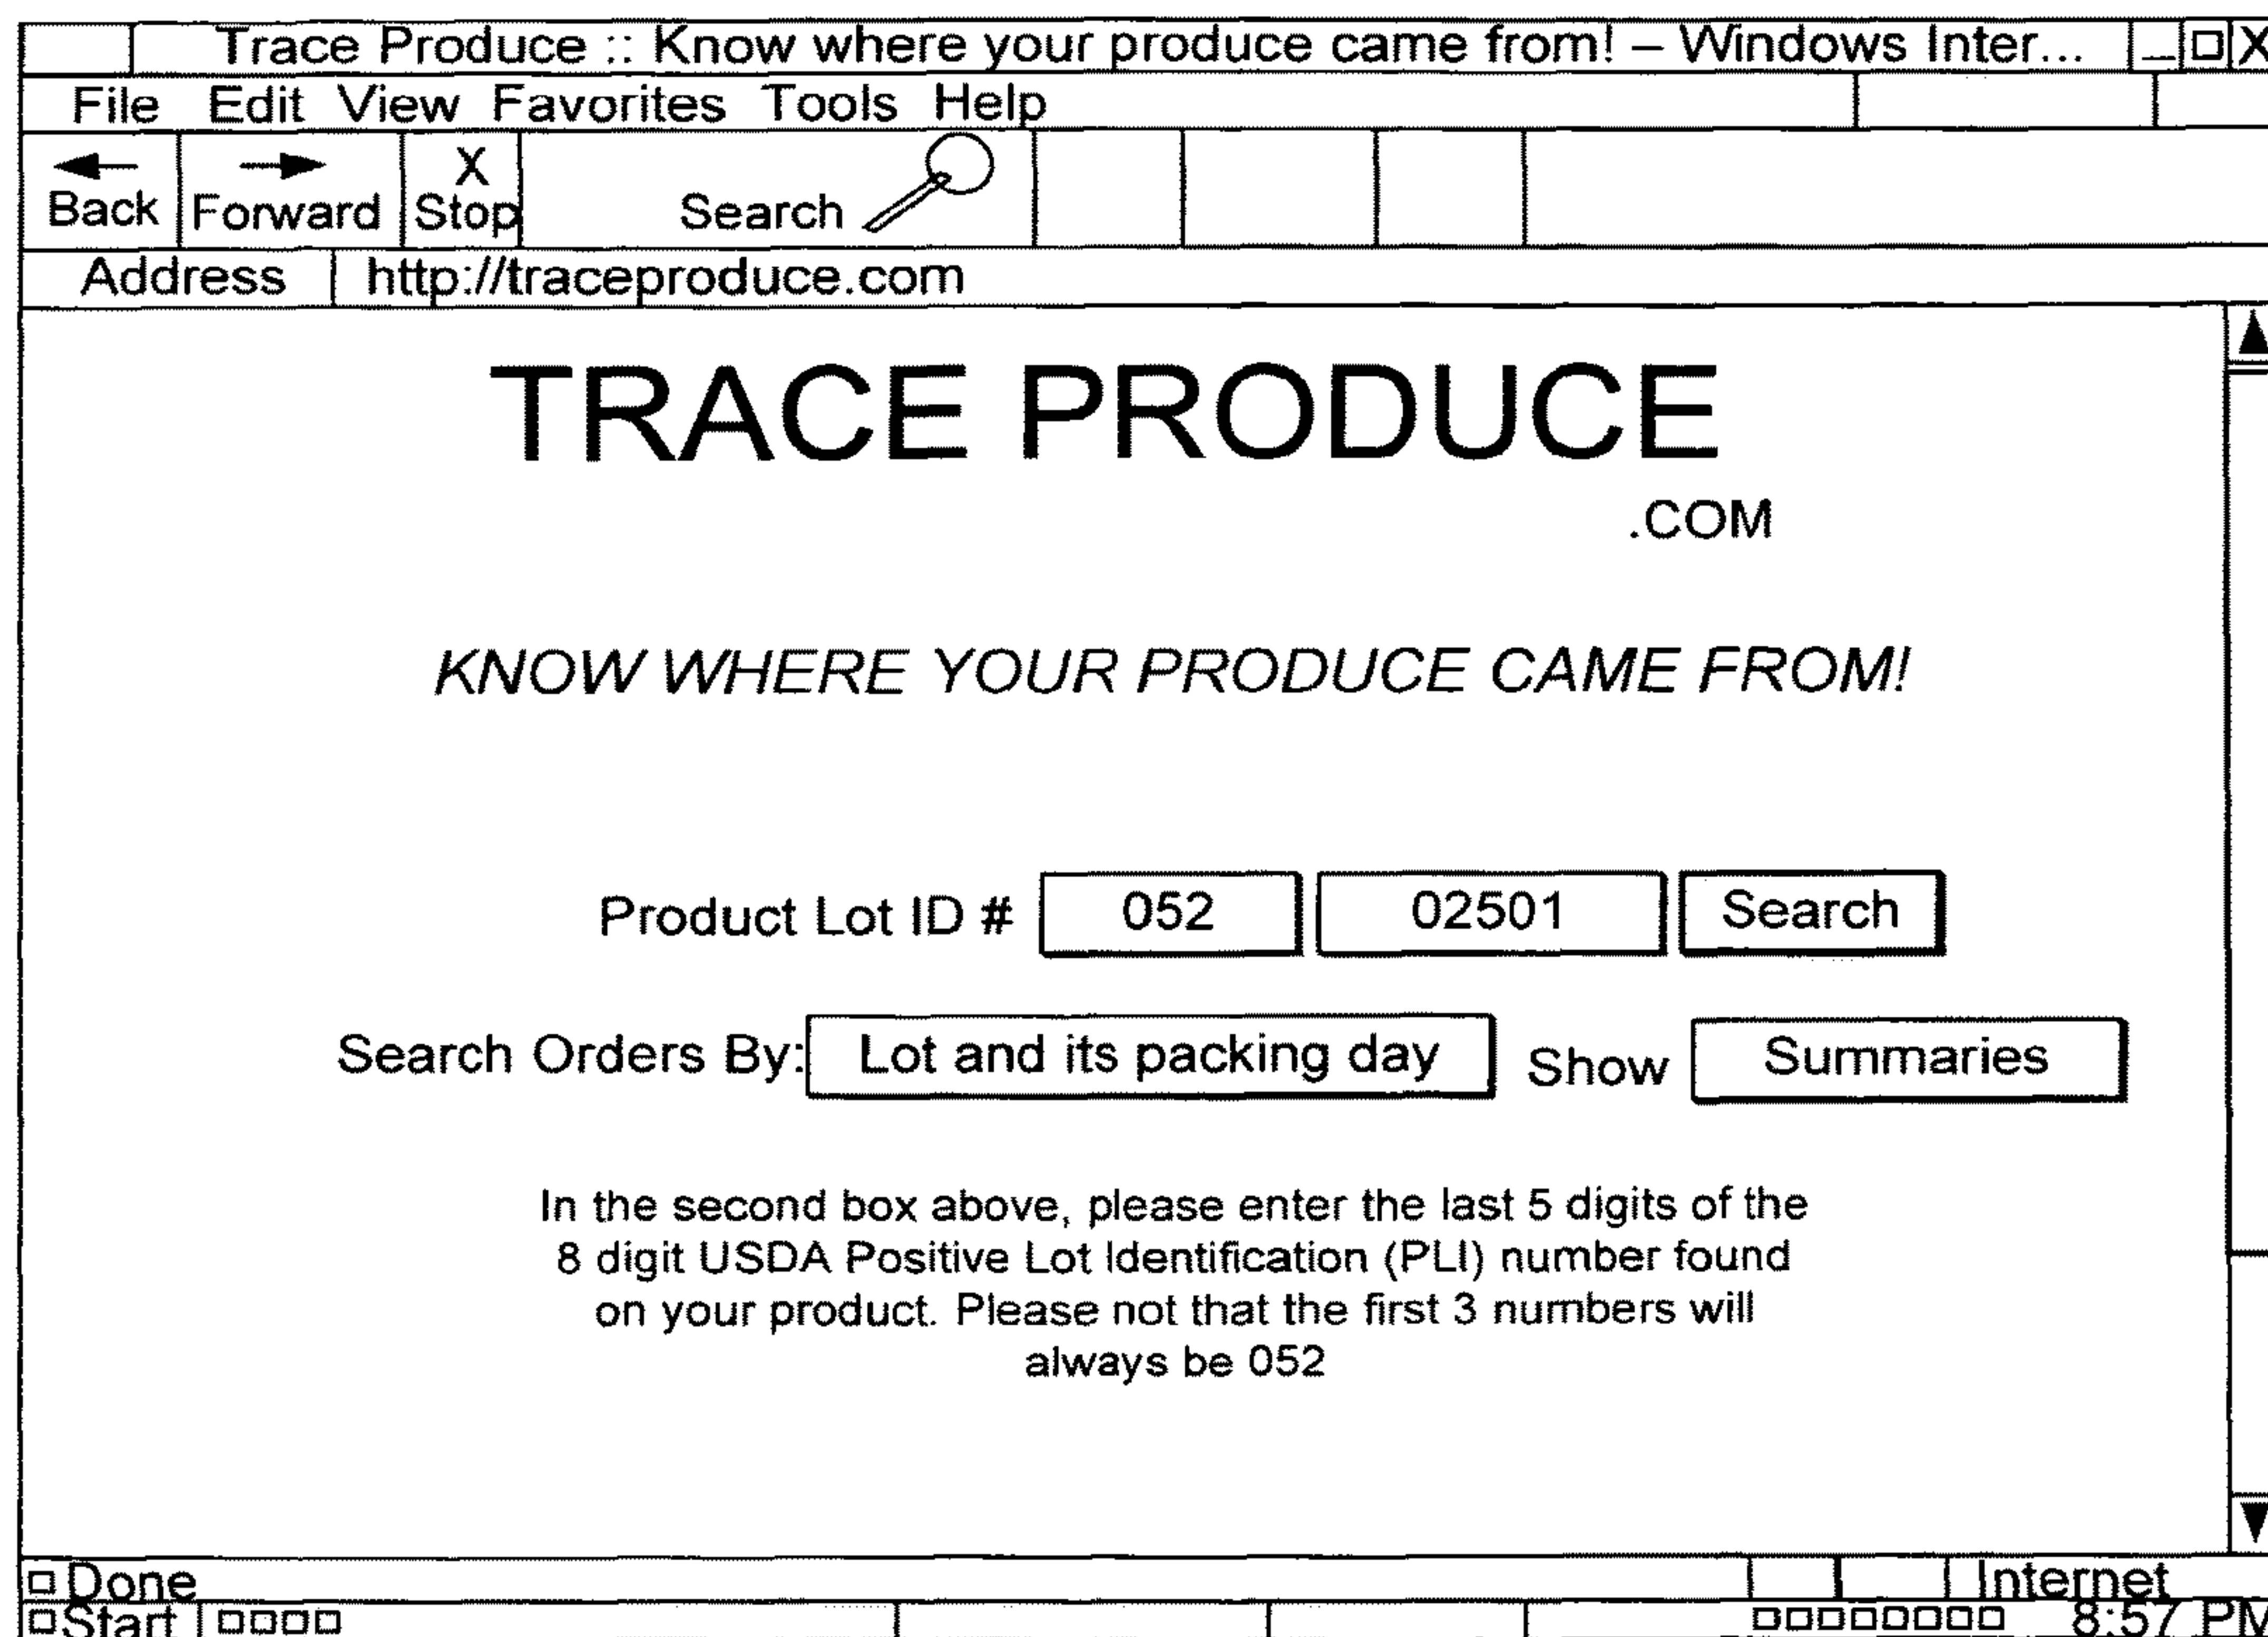 Trace Produce :: Know where your produce came from! – Windows Inter... _ X
File Edit View Favorites Tools Help
X
Back Forward Stop Search
Address http://traceproduce.com
TRACE PRODUCE
.COM
KNOW WHERE YOUR PRODUCE CAME FROM!
Product Lot ID # 052 02501 Search
Search Orders By: Lot and its packing day Show Summaries
In the second box above, please enter the last 5 digits of the
8 digit USDA Positive Lot Identification (PLI) number found
on your product. Please not that the first 3 numbers will
always be 052
Done Internet
Start 8:57 PM